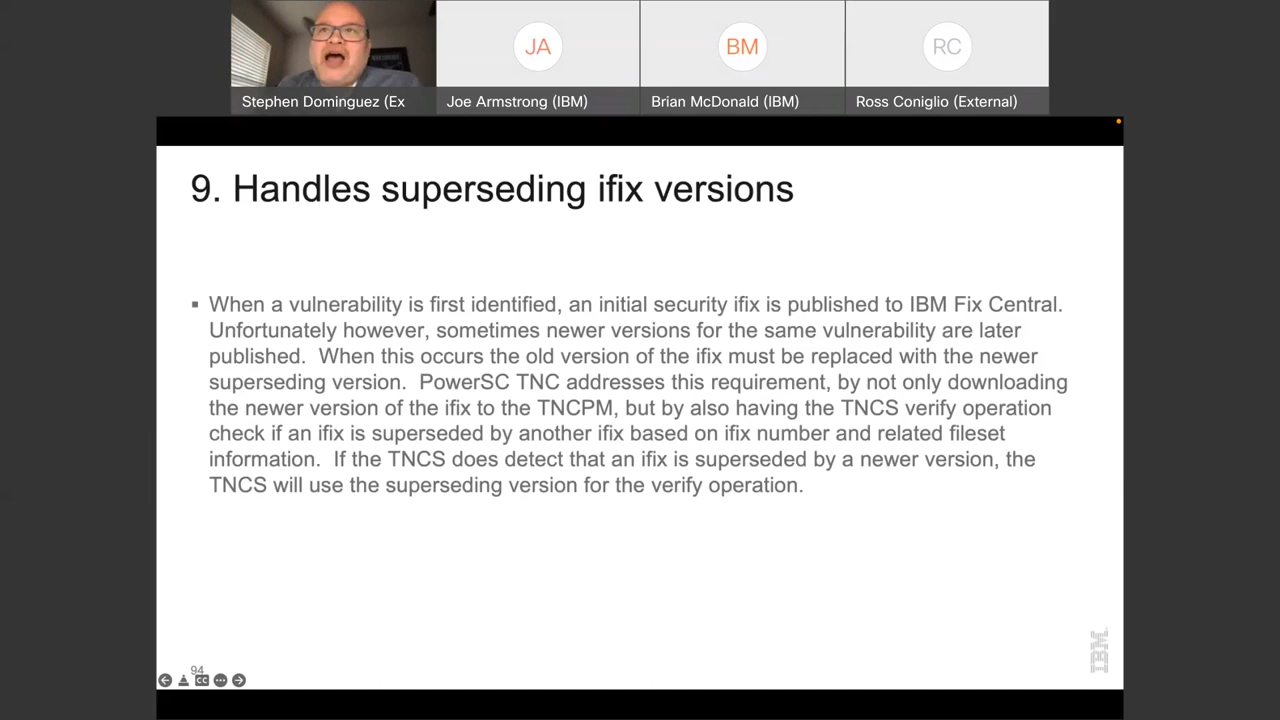 JA
BM
RC
Stephen Dominguez (Ex
Joe Armstrong (IBM)
Brian McDonald (IBM)
Ross Coniglio (External)
9. Handles superseding ifix versions
▪ When a vulnerability is first identified, an initial security ifix is published to IBM Fix Central.
Unfortunately however, sometimes newer versions for the same vulnerability are later
published.  When this occurs the old version of the ifix must be replaced with the newer
superseding version.  PowerSC TNC addresses this requirement, by not only downloading
the newer version of the ifix to the TNCPM, but by also having the TNCS verify operation
check if an ifix is superseded by another ifix based on ifix number and related fileset
information.  If the TNCS does detect that an ifix is superseded by a newer version, the
TNCS will use the superseding version for the verify operation.
IBM
94
CC